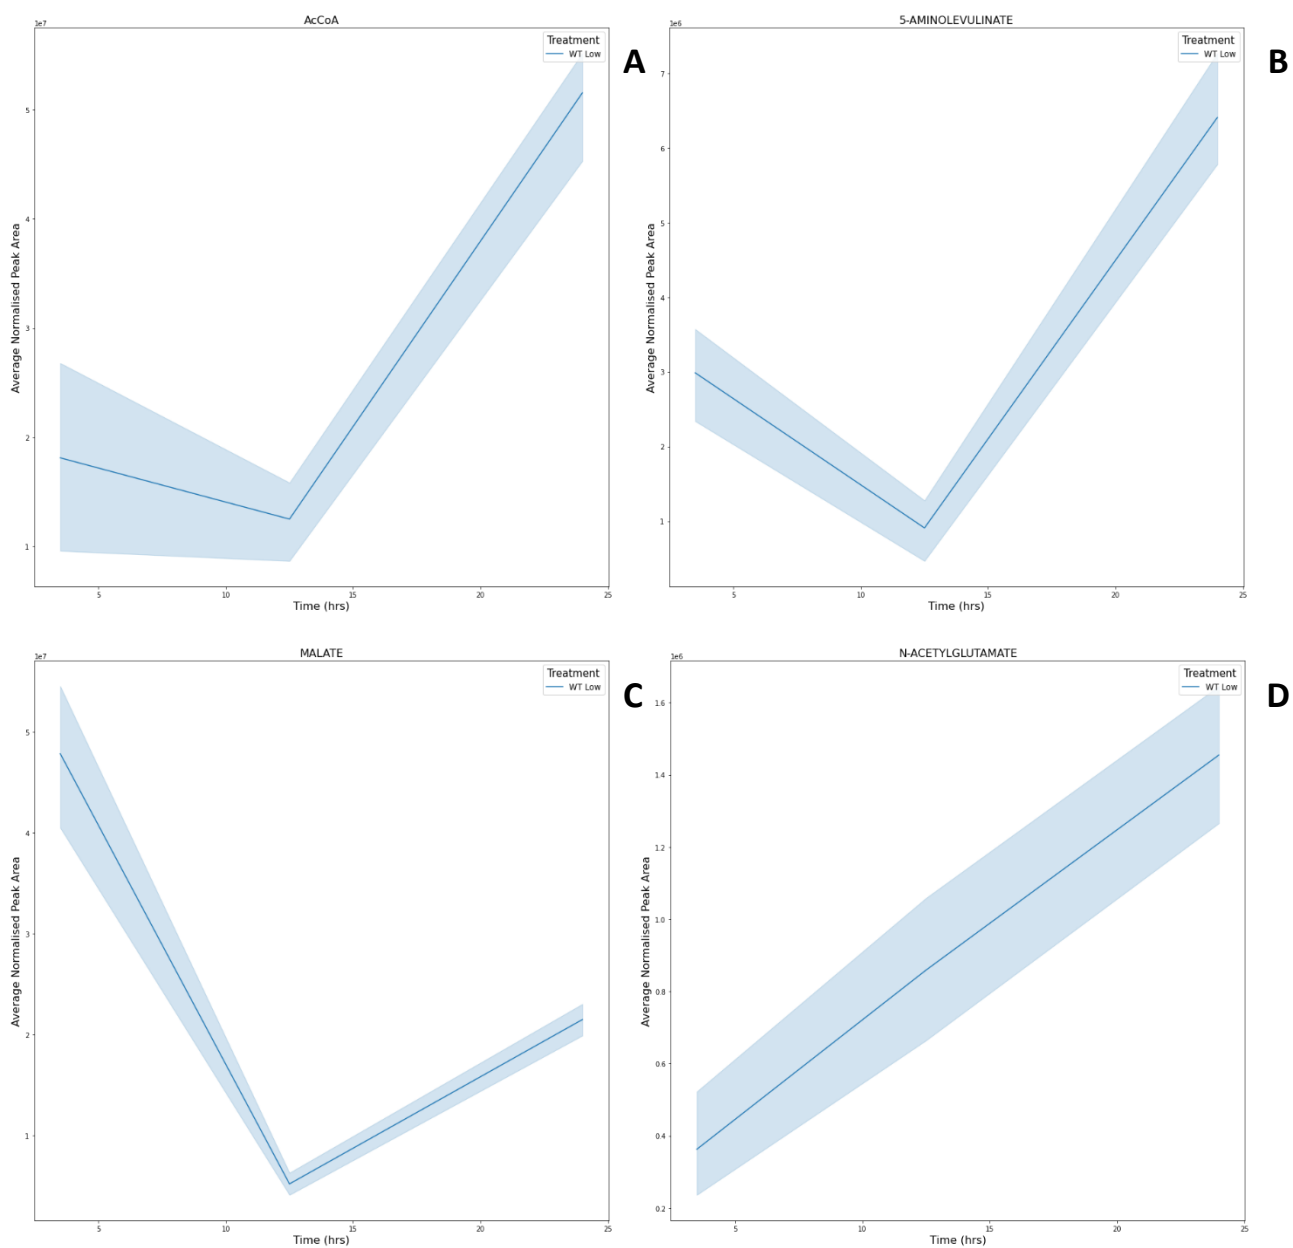 AcCoA
1e7
Treatment
WT Low
A
5
4
3
2
1
Average Normalised Peak Area
5
10
15
20
25
Time (hrs)
5-AMINOLEVULINATE
1e6
Treatment
WT Low
B
7
6
5
4
3
2
1
Average Normalised Peak Area
5
10
15
20
25
Time (hrs)
MALATE
1e7
Treatment
WT Low
C
5
4
3
2
1
Average Normalised Peak Area
5
10
15
20
25
Time (hrs)
N-ACETYLGLUTAMATE
1e6
Treatment
WT Low
D
1.6
1.4
1.2
1.0
0.8
0.6
0.4
0.2
Average Normalised Peak Area
5
10
15
20
25
Time (hrs)